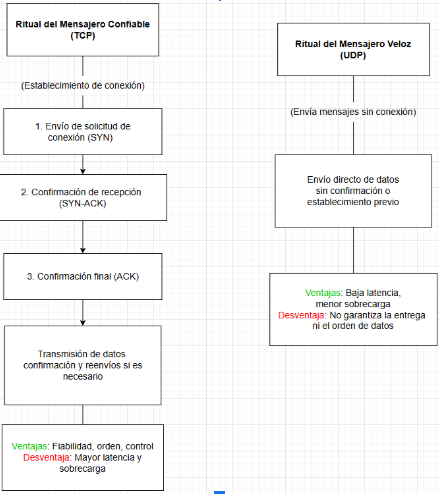 Ritual del Mensajero Confiable
(TCP)
(Establecimiento de conexión)
1. Envío de solicitud de
conexión (SYN)
2. Confirmación de recepción
(SYN-ACK)
3. Confirmación final (ACK)
Transmisión de datos
confirmación y reenvíos si es
necesario
Ventajas: Fiabilidad, orden, control
Desventaja: Mayor latencia y
sobrecarga
Ritual del Mensajero Veloz
(UDP)
(Envía mensajes sin conexión)
Envío directo de datos
sin confirmación o
establecimiento previo
Ventajas: Baja latencia,
menor sobrecarga
Desventaja: No garantiza la entrega
ni el orden de datos